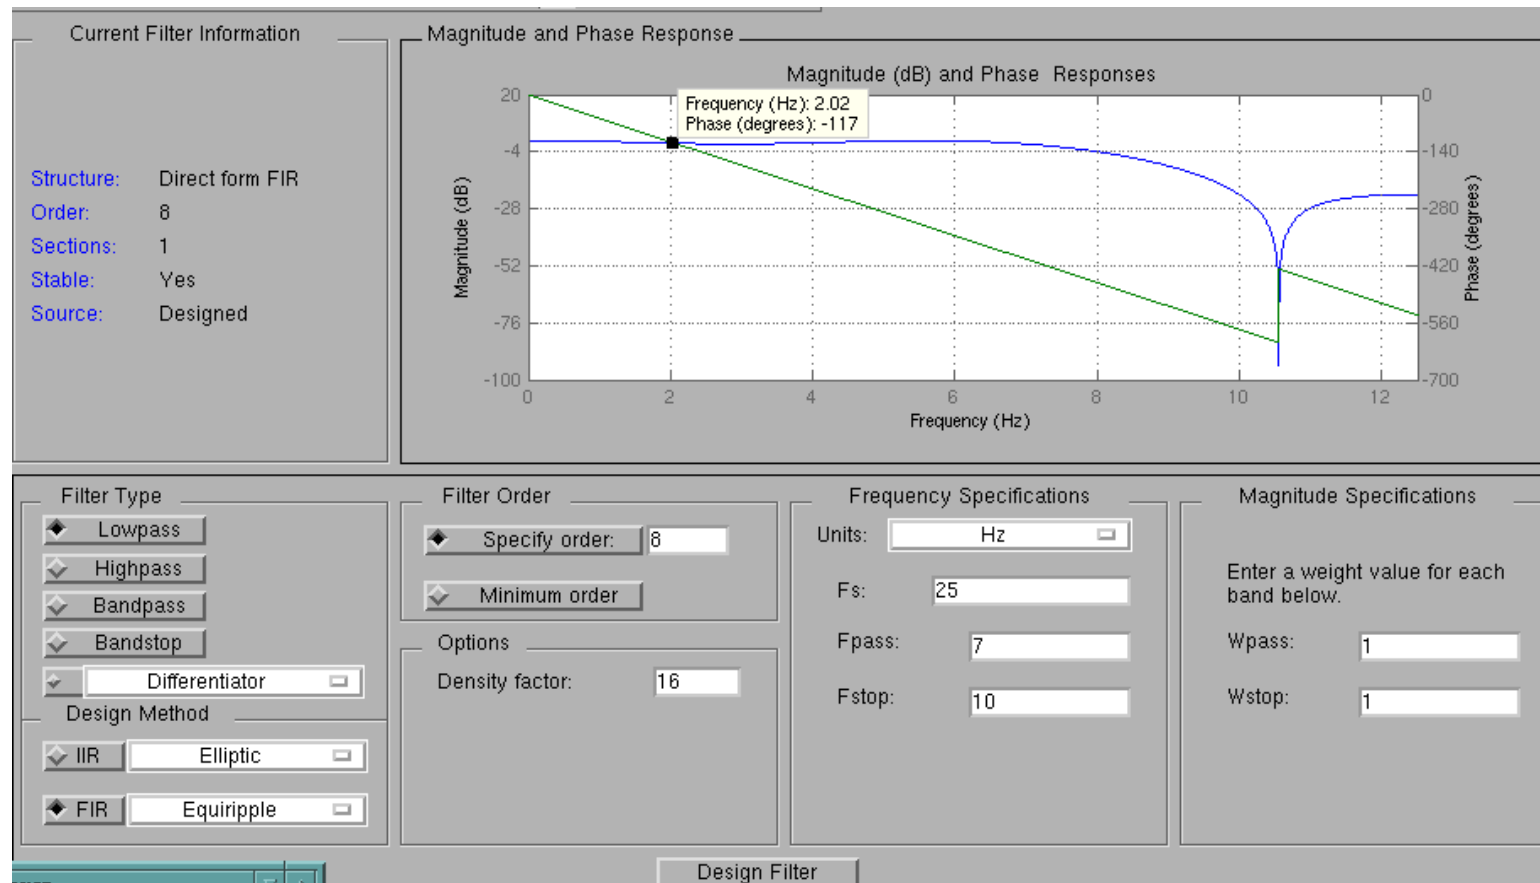 Current Filter Information
Structure: Direct form FIR
Order: 8
Sections: 1
Stable: Yes
Source: Designed
Magnitude and Phase Response
Magnitude (dB) and Phase Responses
Frequency (Hz): 2.02
Phase (degrees): -117
20
-4
-28
-52
-76
-100
Magnitude (dB)
0
-140
-280
-420
-560
-700
Phase (degrees)
0 2 4 6 8 10 12
Frequency (Hz)
Filter Type
Lowpass
Highpass
Bandpass
Bandstop
Differentiator
Design Method
IIR Elliptic
FIR Equiripple
Filter Order
Specify order: 8
Minimum order
Options
Density factor: 16
Frequency Specifications
Units: Hz
Fs: 25
Fpass: 7
Fstop: 10
Magnitude Specifications
Enter a weight value for each
band below.
Wpass: 1
Wstop: 1
Design Filter